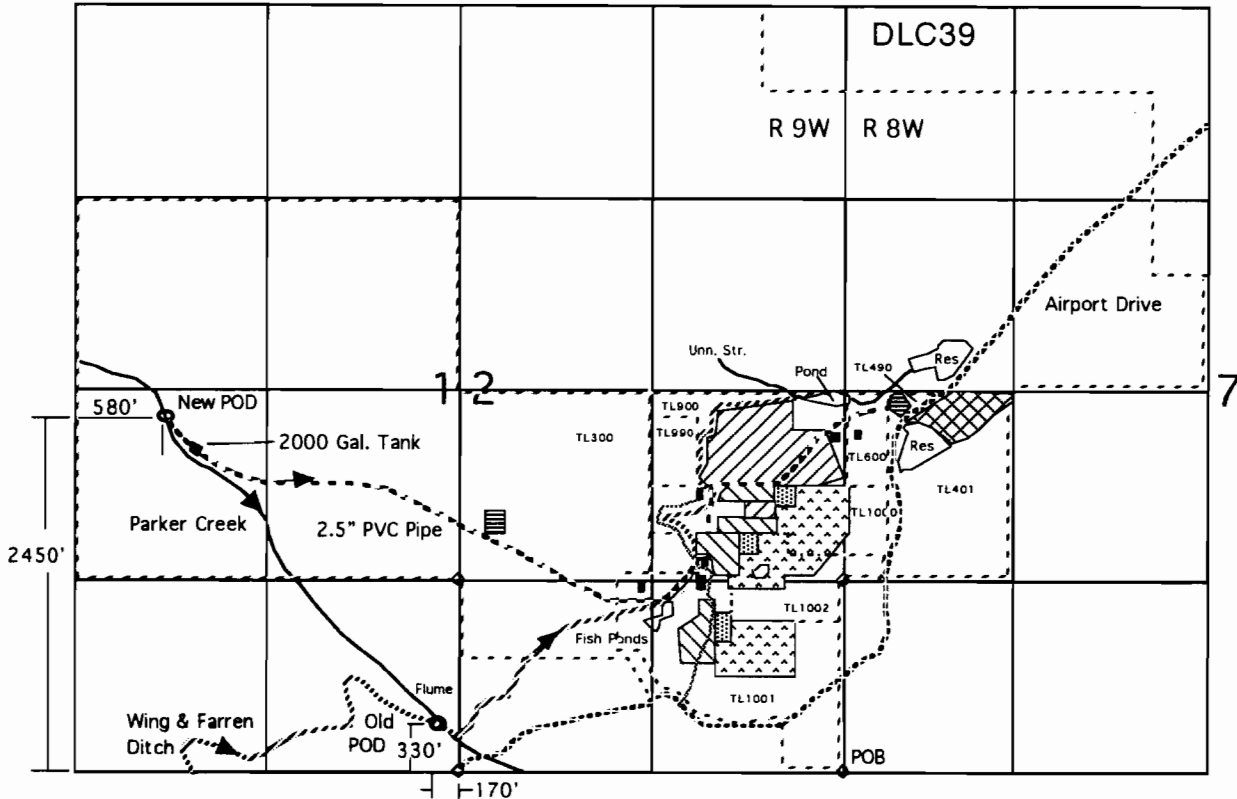 DLC39
R 9W
R 8W
Airport Drive
Unn. Str.
Pond
TL490
Res
12
7
580'
New POD
TL900
2000 Gal. Tank
TL300
TL990
TL600
Res
TL401
Parker Creek
2.5" PVC Pipe
TL1000
2450'
TL1002
Fish Ponds
Flume
TL1001
Wing & Farren
Ditch
Old
POD
330'
POB
170'